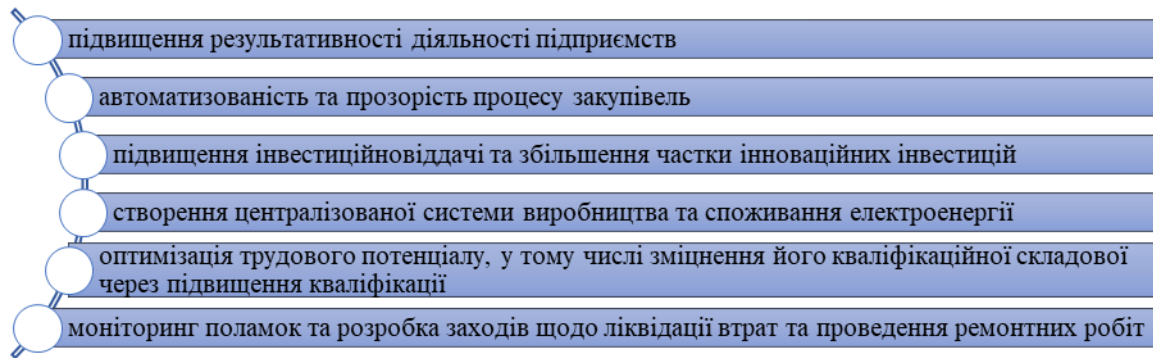 підвищення результативності діяльності підприємств
автоматизованість та прозорість процесу закупівель
підвищення інвестиційновіддачі та збільшення частки інноваційних інвестицій
створення централізованої системи виробництва та споживання електроенергії
оптимізація трудового потенціалу, у тому числі зміцнення його кваліфікаційної складової
через підвищення кваліфікації
моніторинг поламок та розробка заходів щодо ліквідації втрат та проведення ремонтних робіт